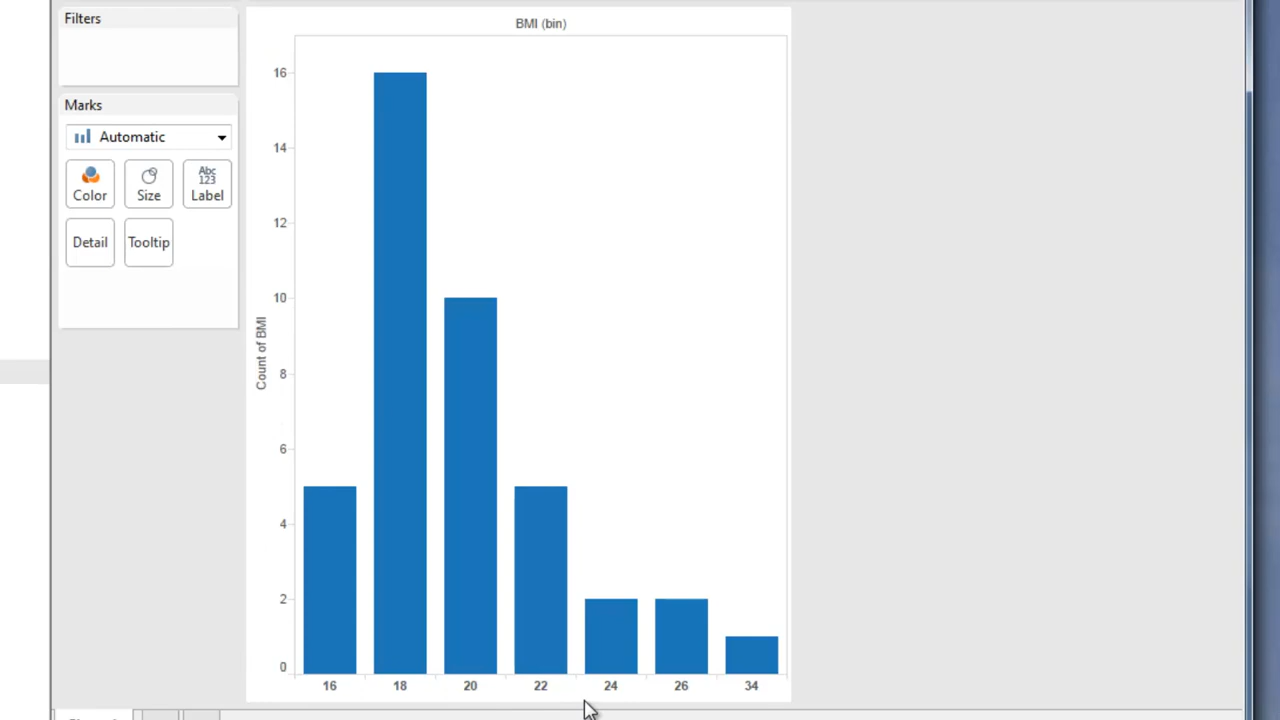 Filters
Marks
Automatic
Color
Size
Abc
123
Label
Detail
Tooltip
BMI (bin)
Count of BMI
16
14
12
10
8
6
4
2
0
16 18 20 22 24 26 34